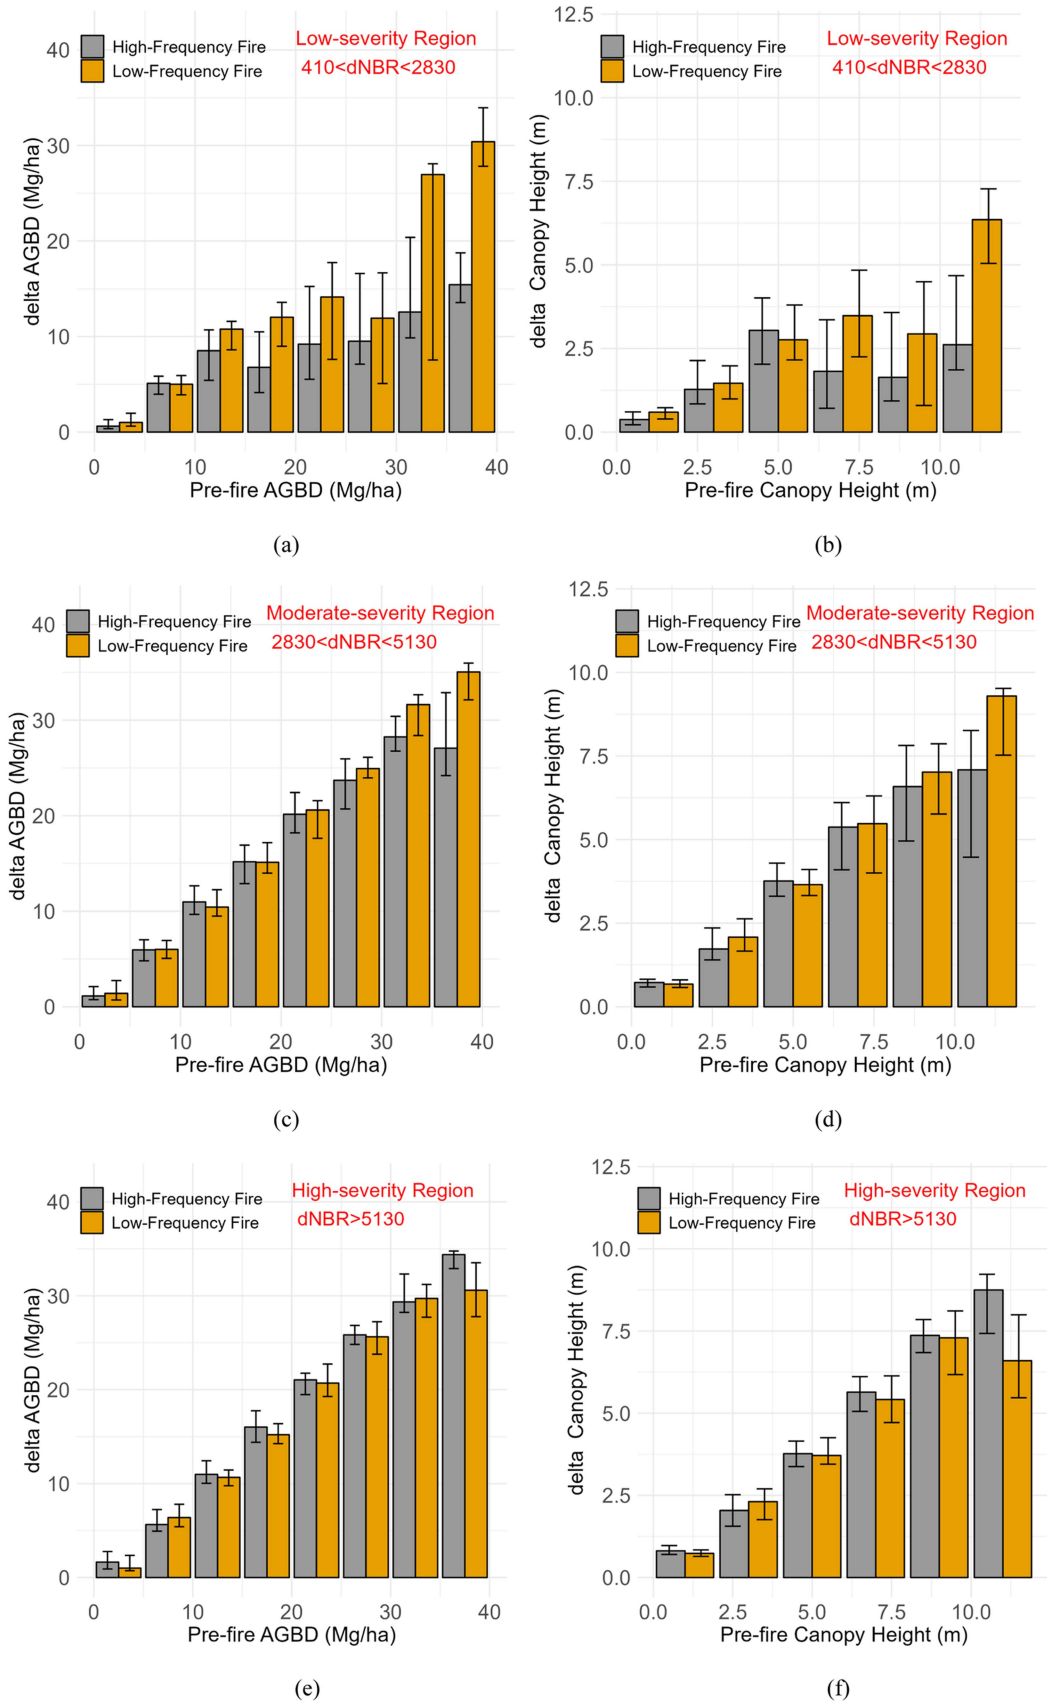 High-Frequency Fire
Low-Frequency Fire
Low-severity Region
410<dNBR<2830
delta AGBD (Mg/ha)
40
30
20
10
0
0 10 20 30 40
Pre-fire AGBD (Mg/ha)
(a)
High-Frequency Fire
Low-Frequency Fire
Low-severity Region
410<dNBR<2830
delta Canopy Height (m)
12.5
10.0
7.5
5.0
2.5
0.0
0.0 2.5 5.0 7.5 10.0
Pre-fire Canopy Height (m)
(b)
High-Frequency Fire
Low-Frequency Fire
Moderate-severity Region
2830<dNBR<5130
delta AGBD (Mg/ha)
40
30
20
10
0
0 10 20 30 40
Pre-fire AGBD (Mg/ha)
(c)
High-Frequency Fire
Low-Frequency Fire
Moderate-severity Region
2830<dNBR<5130
delta Canopy Height (m)
12.5
10.0
7.5
5.0
2.5
0.0
0.0 2.5 5.0 7.5 10.0
Pre-fire Canopy Height (m)
(d)
High-Frequency Fire
Low-Frequency Fire
High-severity Region
dNBR>5130
delta AGBD (Mg/ha)
40
30
20
10
0
0 10 20 30 40
Pre-fire AGBD (Mg/ha)
(e)
High-Frequency Fire
Low-Frequency Fire
High-severity Region
dNBR>5130
delta Canopy Height (m)
12.5
10.0
7.5
5.0
2.5
0.0
0.0 2.5 5.0 7.5 10.0
Pre-fire Canopy Height (m)
(f)